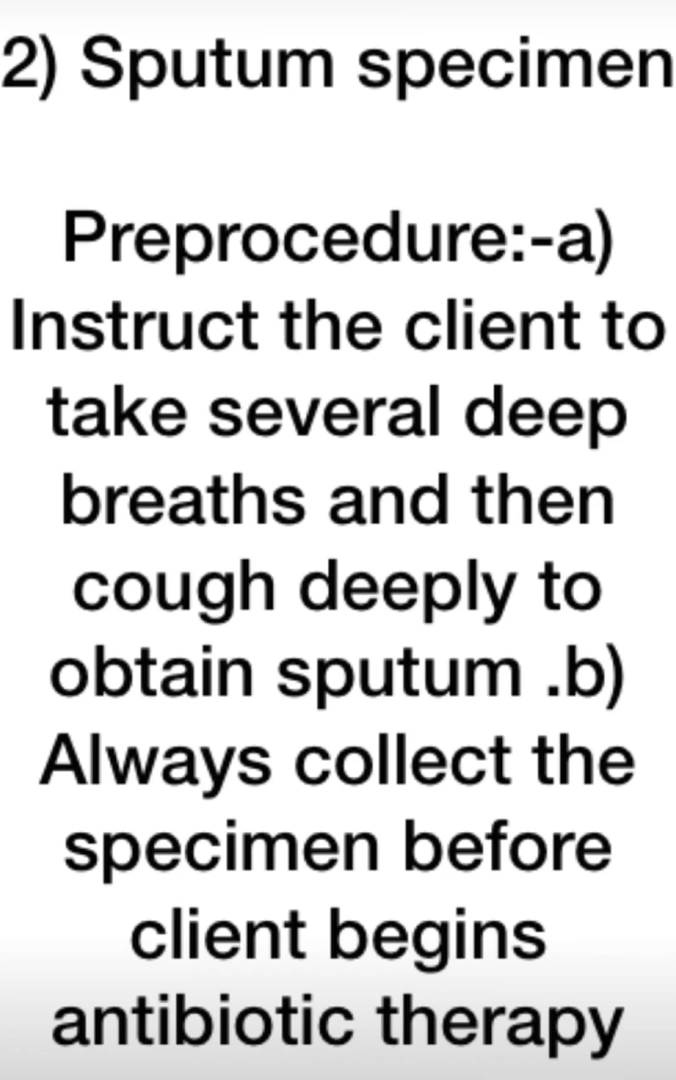 2) Sputum specimen
Preprocedure:-a)
Instruct the client to
take several deep
breaths and then
cough deeply to
obtain sputum .b)
Always collect the
specimen before
client begins
antibiotic therapy